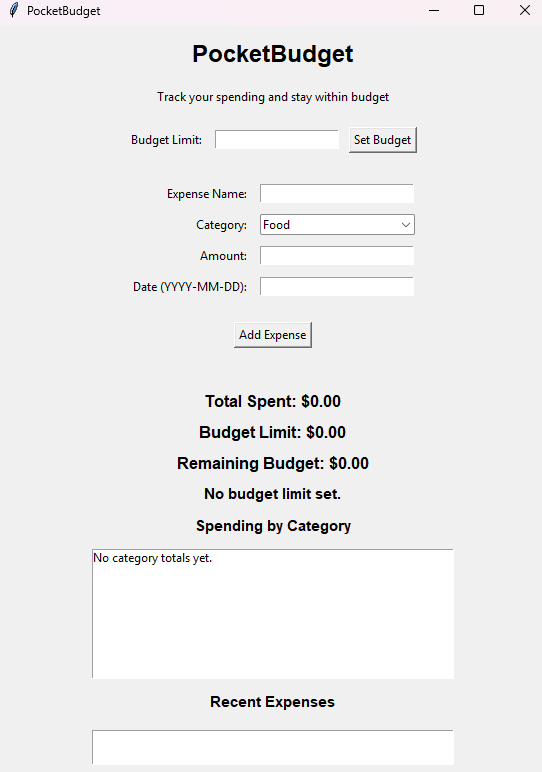 PocketBudget
PocketBudget
Track your spending and stay within budget
Budget Limit: Set Budget
Expense Name:
Category: Food
Amount:
Date (YYYY-MM-DD):
Add Expense
Total Spent: $0.00
Budget Limit: $0.00
Remaining Budget: $0.00
No budget limit set.
Spending by Category
No category totals yet.
Recent Expenses